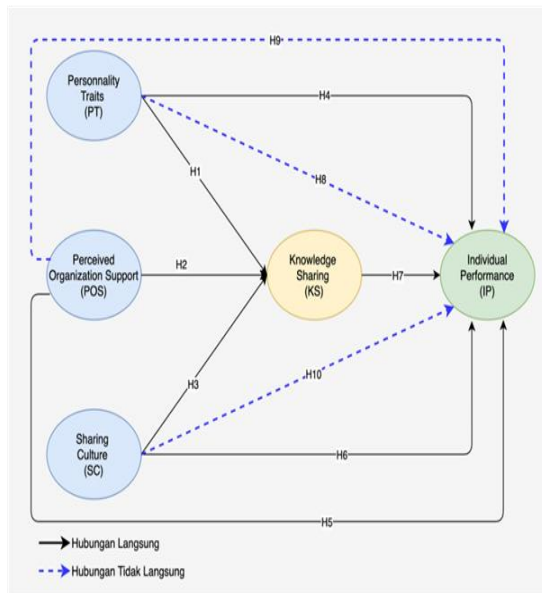 H9
Personnality
Traits
(PT)
H4
H1
H8
Perceived
Organization Support
(POS)
H2
Knowledge
Sharing
(KS)
H7
Individual
Performance
(IP)
H3
H10
Sharing
Culture
(SC)
H6
H5
Hubungan Langsung
Hubungan Tidak Langsung